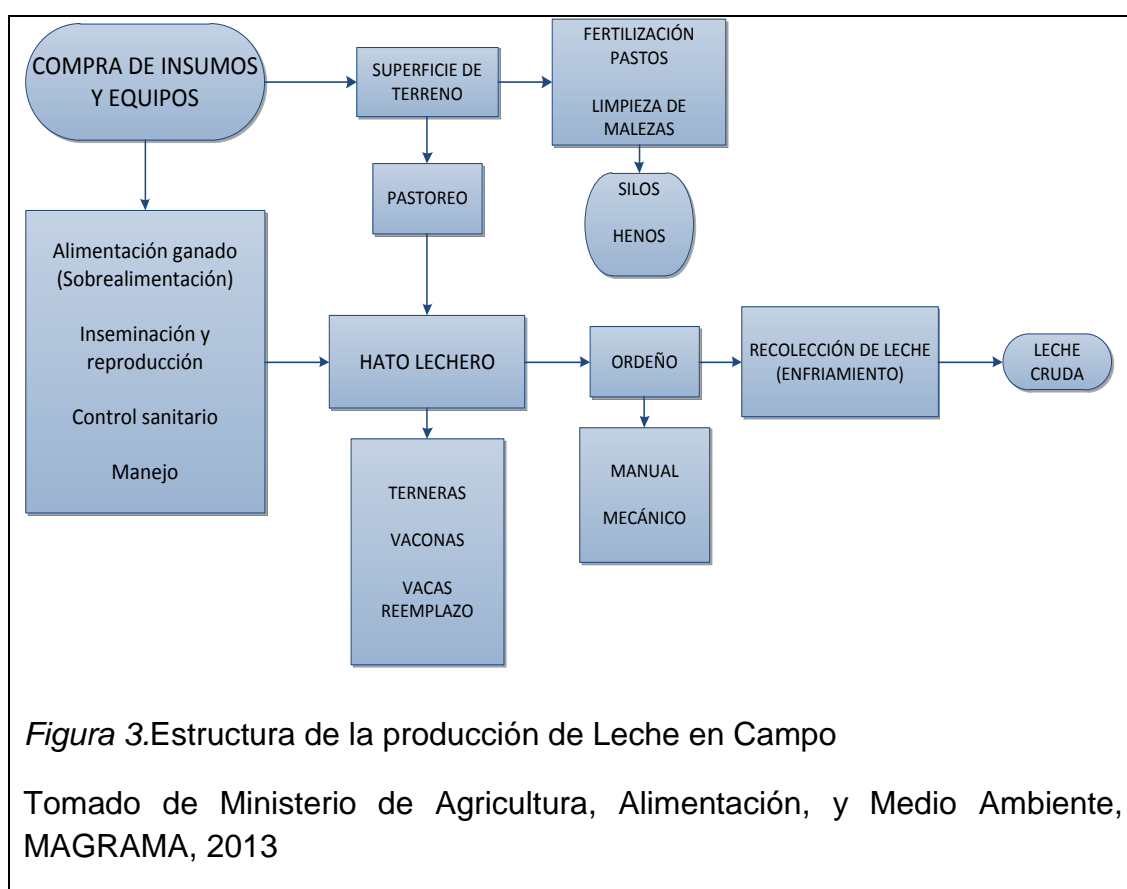 COMPRA DE INSUMOS
Y EQUIPOS
SUPERFICIE DE
TERRENO
FERTILIZACIÓN
PASTOS
LIMPIEZA DE
MALEZAS
PASTOREO
SILOS
HENOS
Alimentación ganado
(Sobrealimentación)
Inseminación y
reproducción
Control sanitario
Manejo
HATO LECHERO
ORDEÑO
RECOLECCIÓN DE LECHE
(ENFRIAMIENTO)
LECHE
CRUDA
TERNERAS
VACONAS
VACAS
REEMPLAZO
MANUAL
MECÁNICO
Figura 3.Estructura de la producción de Leche en Campo
Tomado de Ministerio de Agricultura, Alimentación, y Medio Ambiente,
MAGRAMA, 2013